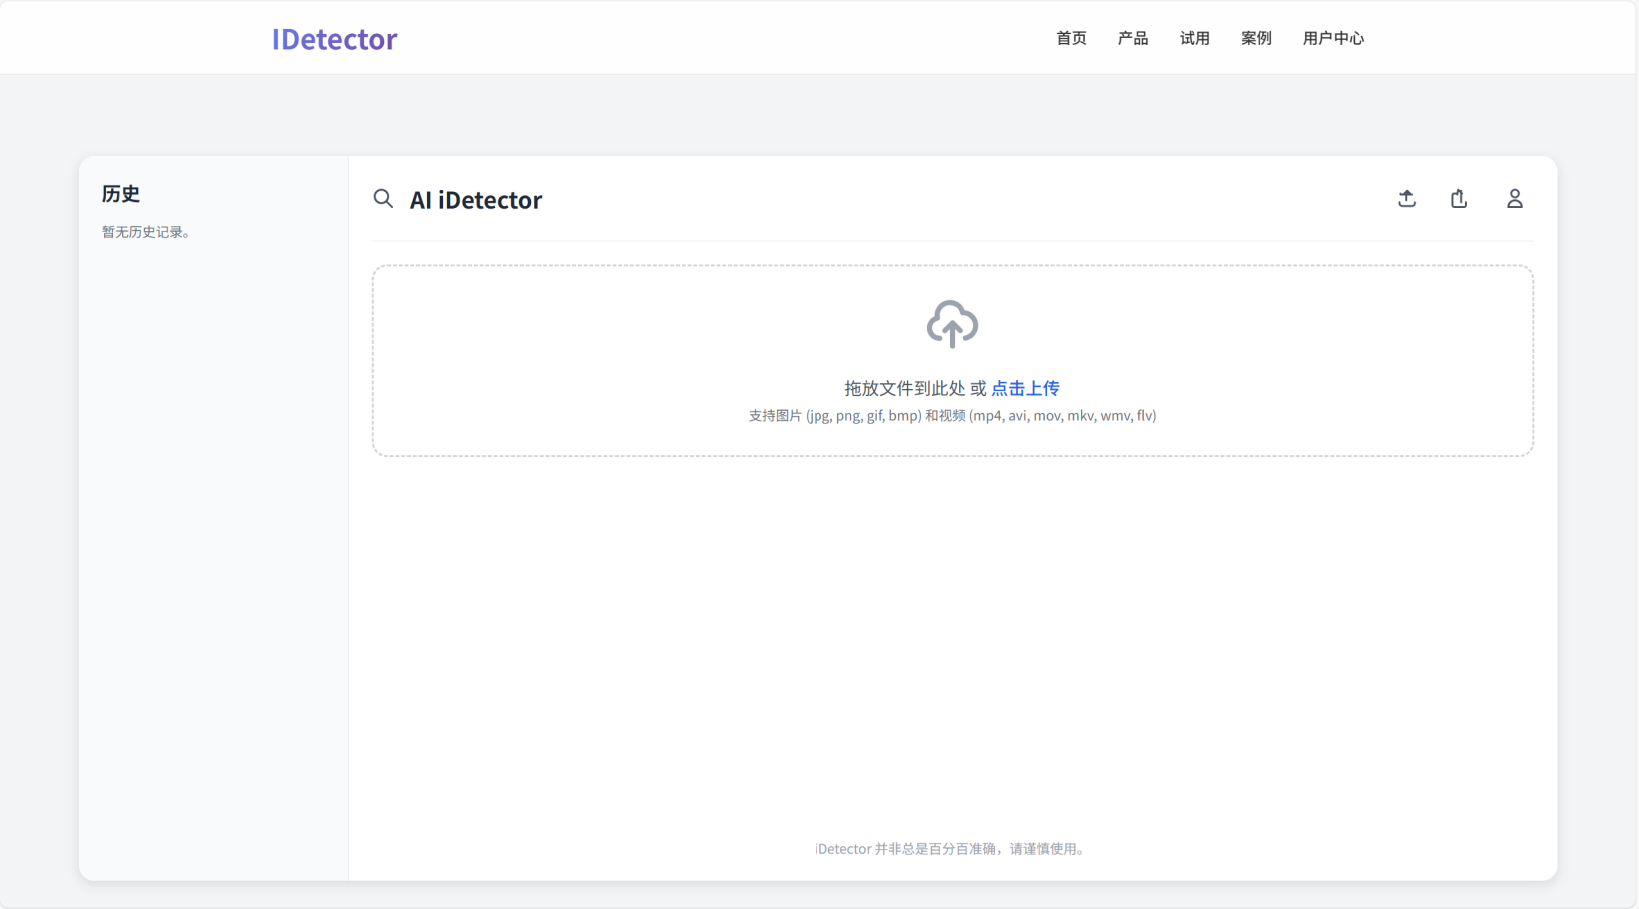 IDetector
首页 产品 试用 案例 用户中心
历史
暂无历史记录。
AI iDetector
拖放文件到此处 或 点击上传
支持图片 (jpg, png, gif, bmp) 和视频 (mp4, avi, mov, mkv, wmv, flv)
iDetector 并非总是百分百准确，请谨慎使用。